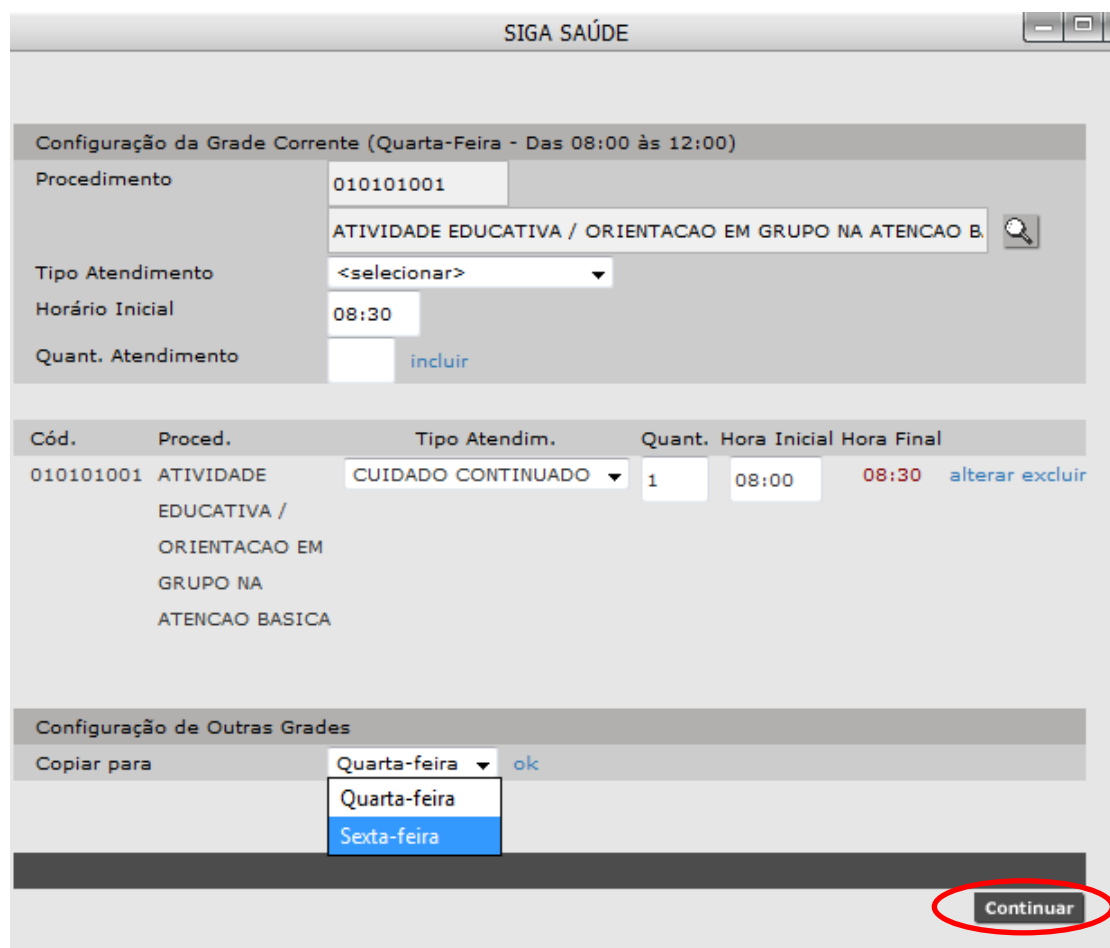 SIGA SAÚDE
Configuração da Grade Corrente (Quarta-Feira - Das 08:00 às 12:00)
Procedimento 010101001
ATIVIDADE EDUCATIVA / ORIENTACAO EM GRUPO NA ATENCAO B
Tipo Atendimento <selecionar>
Horário Inicial 08:30
Quant. Atendimento incluir
Cód. Proced. Tipo Atendim. Quant. Hora Inicial Hora Final
010101001 ATIVIDADE CUIDADO CONTINUADO 1 08:00 08:30 alterar excluir
EDUCATIVA /
ORIENTACAO EM
GRUPO NA
ATENCAO BASICA
Configuração de Outras Grades
Copiar para Quarta-feira ok
Quarta-feira
Sexta-feira
Continuar